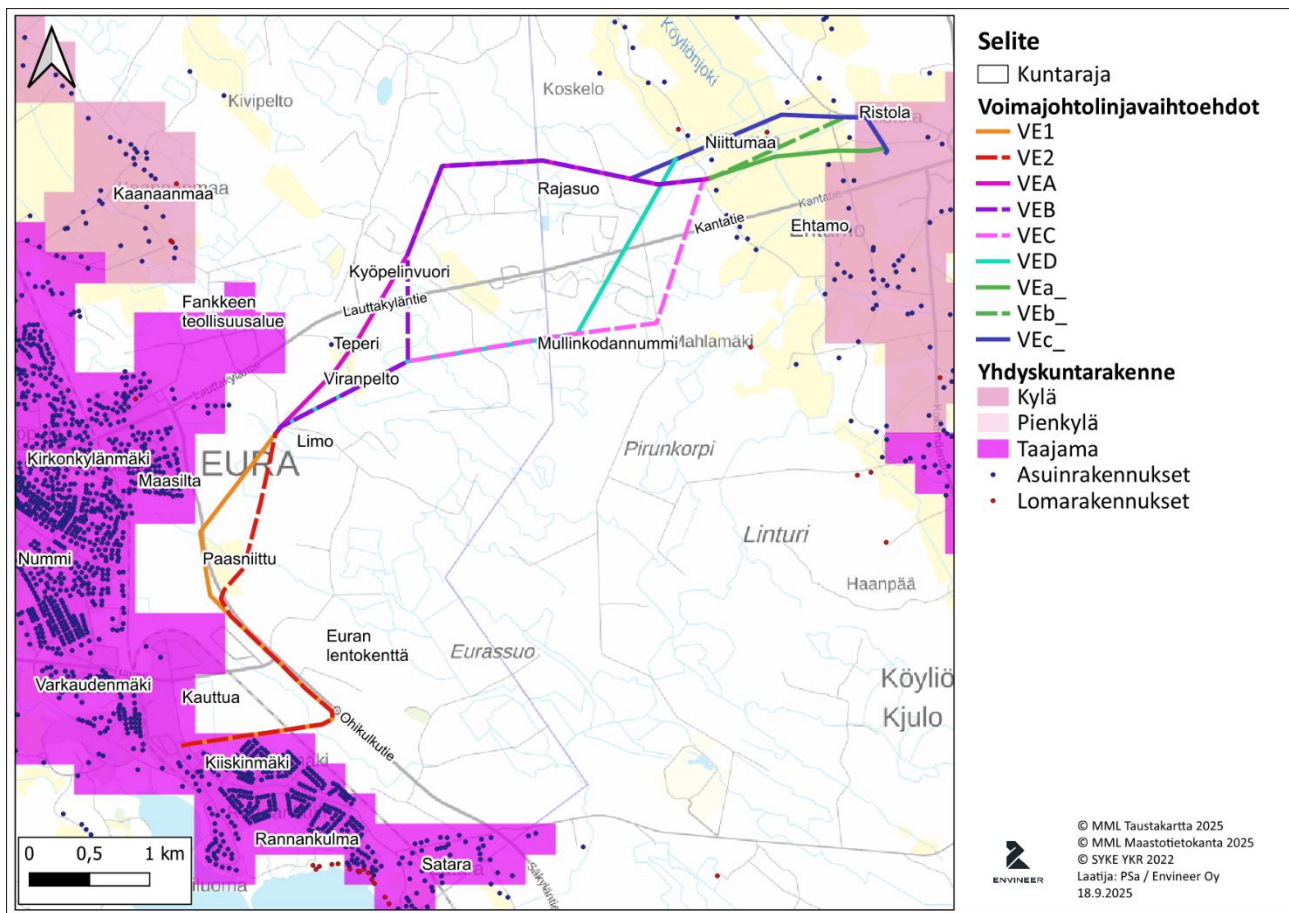 Kivipelto
Koskelo
Köyliönjoki
Ristola
Niittumaa
Kaanaanmaa
Rajasuo
Kantatie
Kantatie
Ehtamo
Kyöpelinvuori
Fankkeen
teollisuusalue
Lauttakyläntie
Teperi
Mullinkodannummi
Mahlamäki
Viranpelto
Lauttakyläntie
Limo
Kirkonkylänmäki
EURA
Maasilta
Pirunkorpi
Linturi
Nummi
Paasniittu
Haanpää
Euran
lentokenttä
Eurassuo
Varkaudenmäki
Kauttua
Köyliö
Kjulo
Ohikulkutie
Kiiskinmäki
Rannankulma
Satara
Säkyläntie
0 0,5 1 km
Selite
Kuntaraja
Voimajohtolinjavaihtoehdot
VE1
VE2
VEA
VEB
VEC
VED
VEa_
VEb_
VEc_
Yhdyskuntarakenne
Kylä
Pienkylä
Taajama
Asuinrakennukset
Lomarakennukset
ENVINEER
© MML Taustakartta 2025
© MML Maastotietokanta 2025
© SYKE YKR 2022
Laatija: PSa / Envineer Oy
18.9.2025